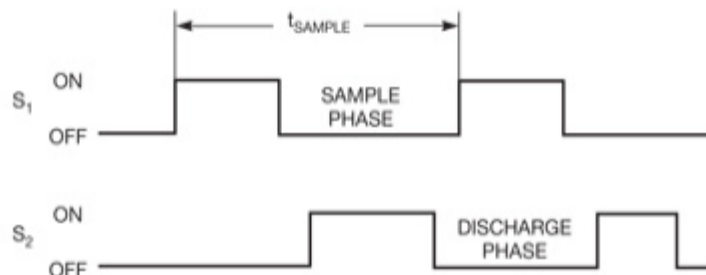 tSAMPLE
ON
S1
OFF
SAMPLE
PHASE
ON
S2
OFF
DISCHARGE
PHASE